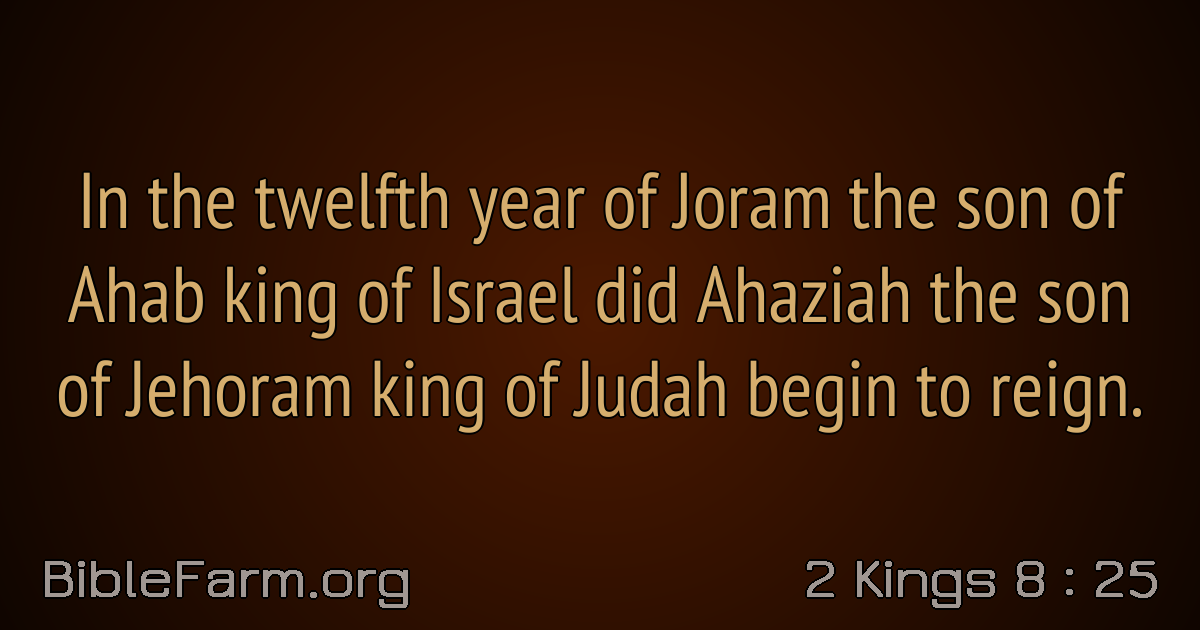 In the twelfth year of Joram the son of
Ahab king of Israel did Ahaziah the son
of Jehoram king of Judah begin to reign.
BibleFarm.org
2 Kings 8 : 25